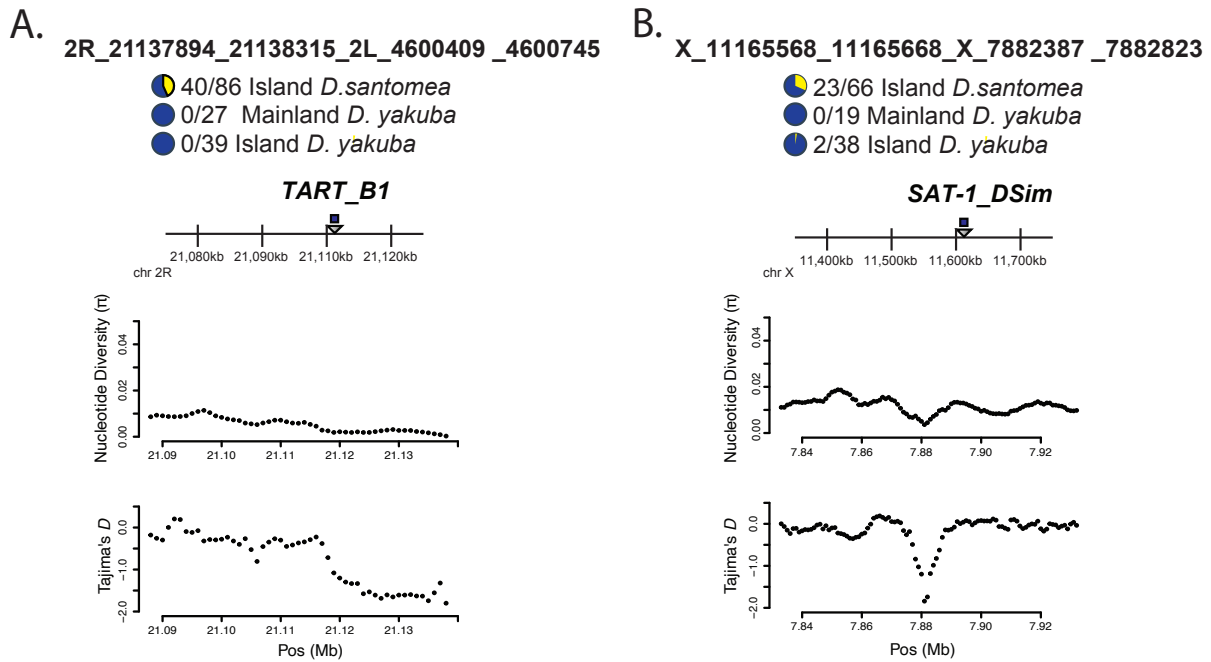 A.
2R_21137894_21138315_2L_4600409 _4600745
40/86 Island D.santomea
0/27 Mainland D. yakuba
0/39 Island D. yakuba
TART_B1
21,080kb 21,090kb 21,110kb 21,120kb
chr 2R
Nucleotide Diversity (π)
0.04
0.02
0.00
21.09 21.10 21.11 21.12 21.13
Tajima's D
0.0
−1.0
−2.0
21.09 21.10 21.11 21.12 21.13
Pos (Mb)
B.
X_11165568_11165668_X_7882387 _7882823
23/66 Island D.santomea
0/19 Mainland D. yakuba
2/38 Island D. yakuba
SAT-1_DSim
11,400kb 11,500kb 11,600kb 11,700kb
chr X
Nucleotide Diversity (π)
0.04
0.02
0.00
7.84 7.86 7.88 7.90 7.92
Tajima's D
0.0
−1.0
−2.0
7.84 7.86 7.88 7.90 7.92
Pos (Mb)